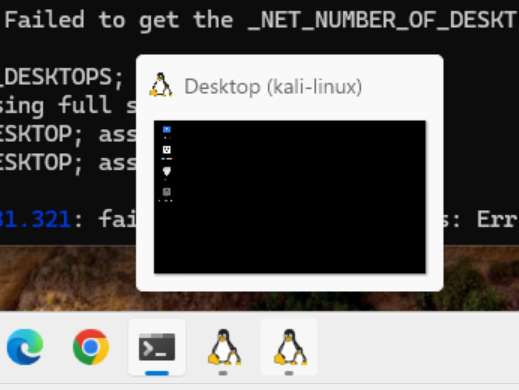 Failed to get the _NET_NUMBER_OF_DESKT
_DESKTOPS;
Desktop (kali-linux)
sing full s
ESKTOP; ass
ESKTOP; ass
31.321: fai
s: Err